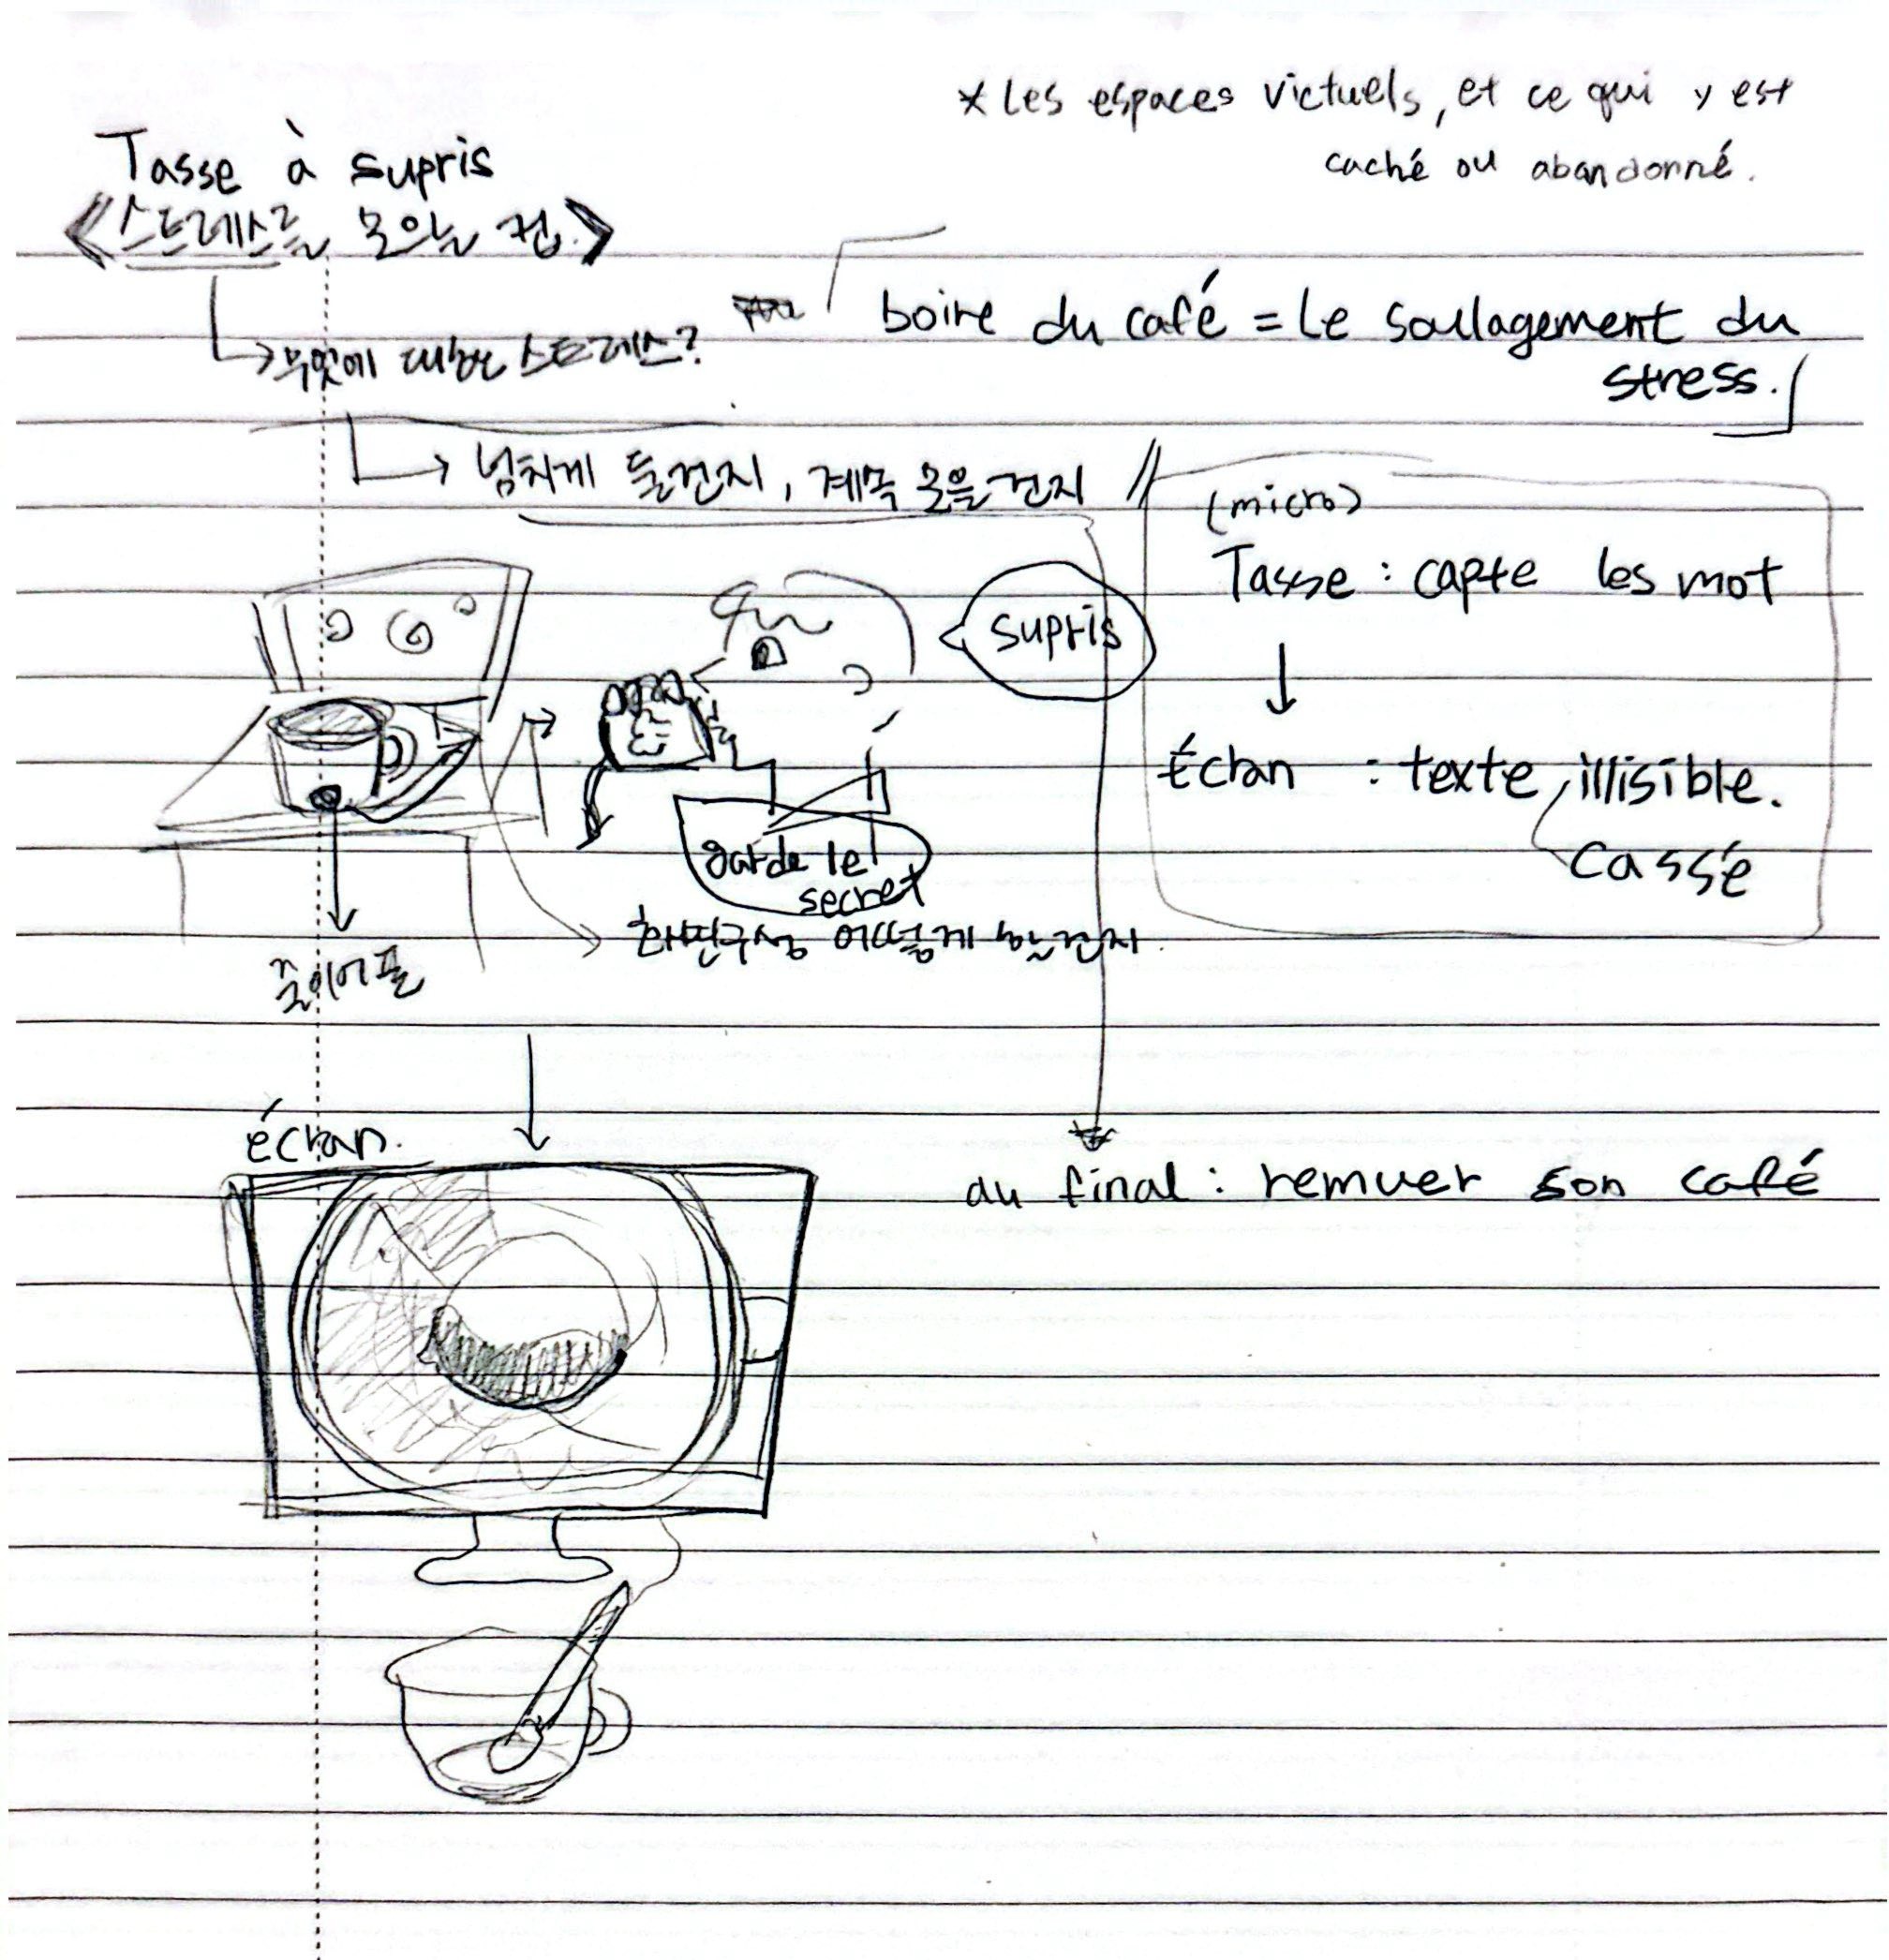 * Les espaces victuels, et ce qui y est
caché ou abandonné.
Tasse à supris
《스트레스를 모으는 컵》
무엇에 대한 스트레스?
boire du café = Le soulagement du
stress.
넘치게 둘건지, 계속 모을건지
(micro)
Tasse : capte les mot
Écran : texte illisible.
cassé
supris
garde le
secret
화면구성 어떻게 할건지
종이어플
écran.
au final : remuer son café